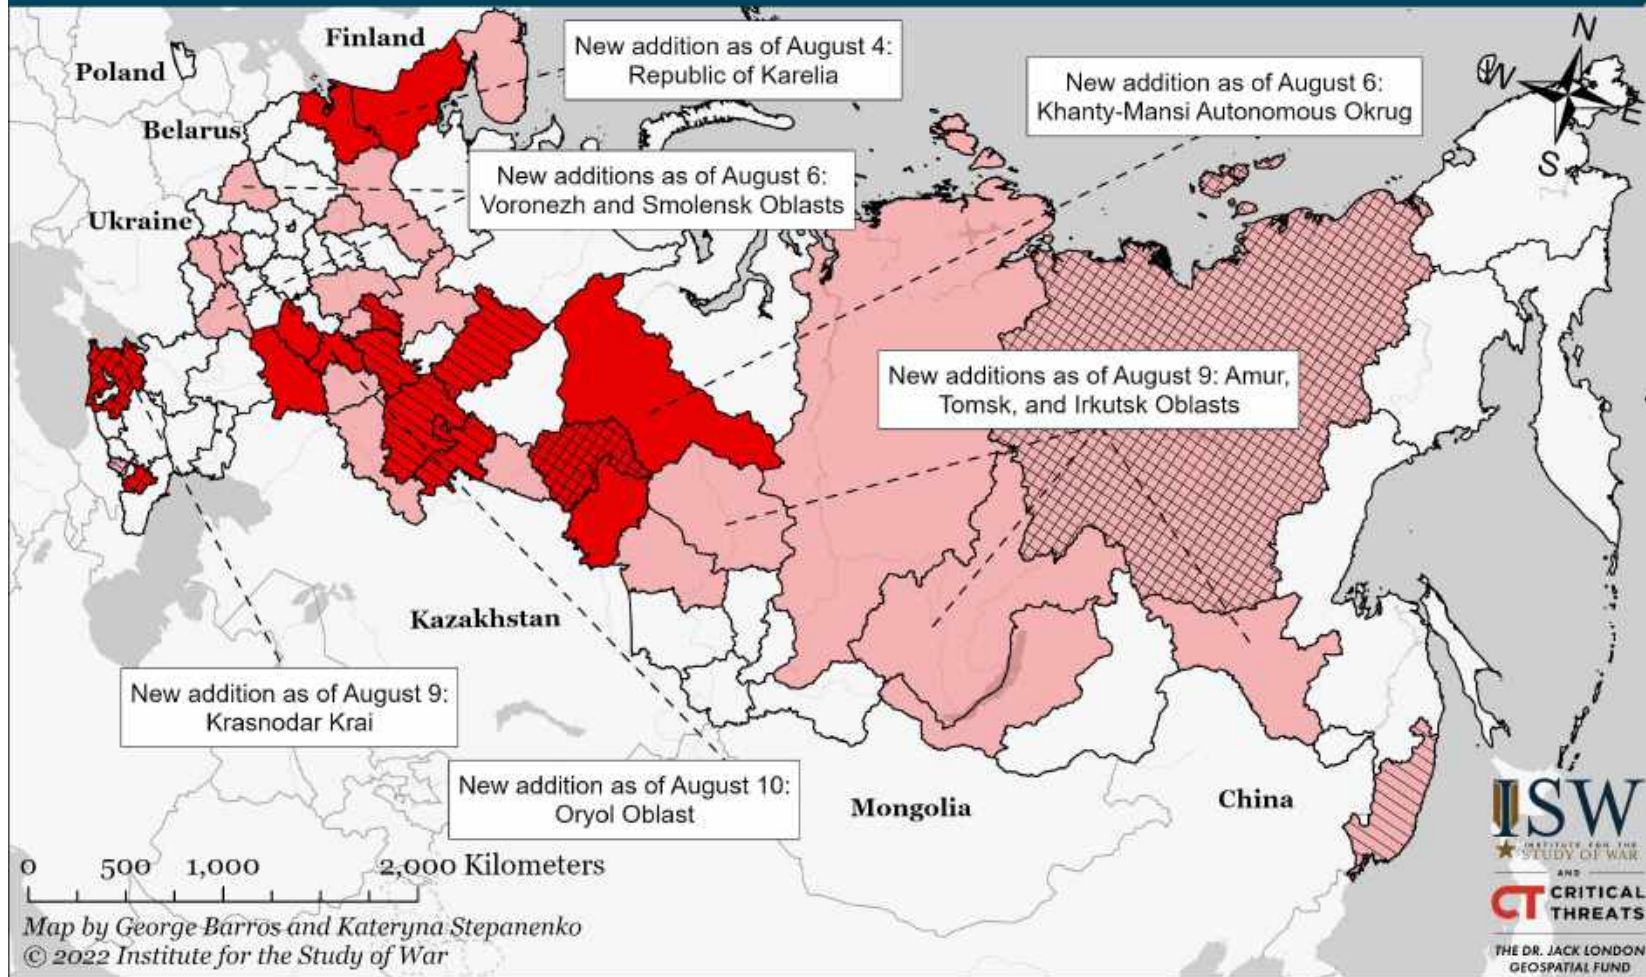 Finland
New addition as of August 4:
Republic of Karelia
Poland
New addition as of August 6:
Khanty-Mansi Autonomous Okrug
N
W
E
S
Belarus
New additions as of August 6:
Voronezh and Smolensk Oblasts
Ukraine
New additions as of August 9: Amur,
Tomsk, and Irkutsk Oblasts
Kazakhstan
New addition as of August 9:
Krasnodar Krai
New addition as of August 10:
Oryol Oblast
Mongolia
China
0 500 1,000 2,000 Kilometers
Map by George Barros and Kateryna Stepanenko
© 2022 Institute for the Study of War
ISW
INSTITUTE FOR THE
STUDY OF WAR
AND
CT CRITICAL
THREATS
THE DR. JACK LONDON
GEOSPATIAL FUND